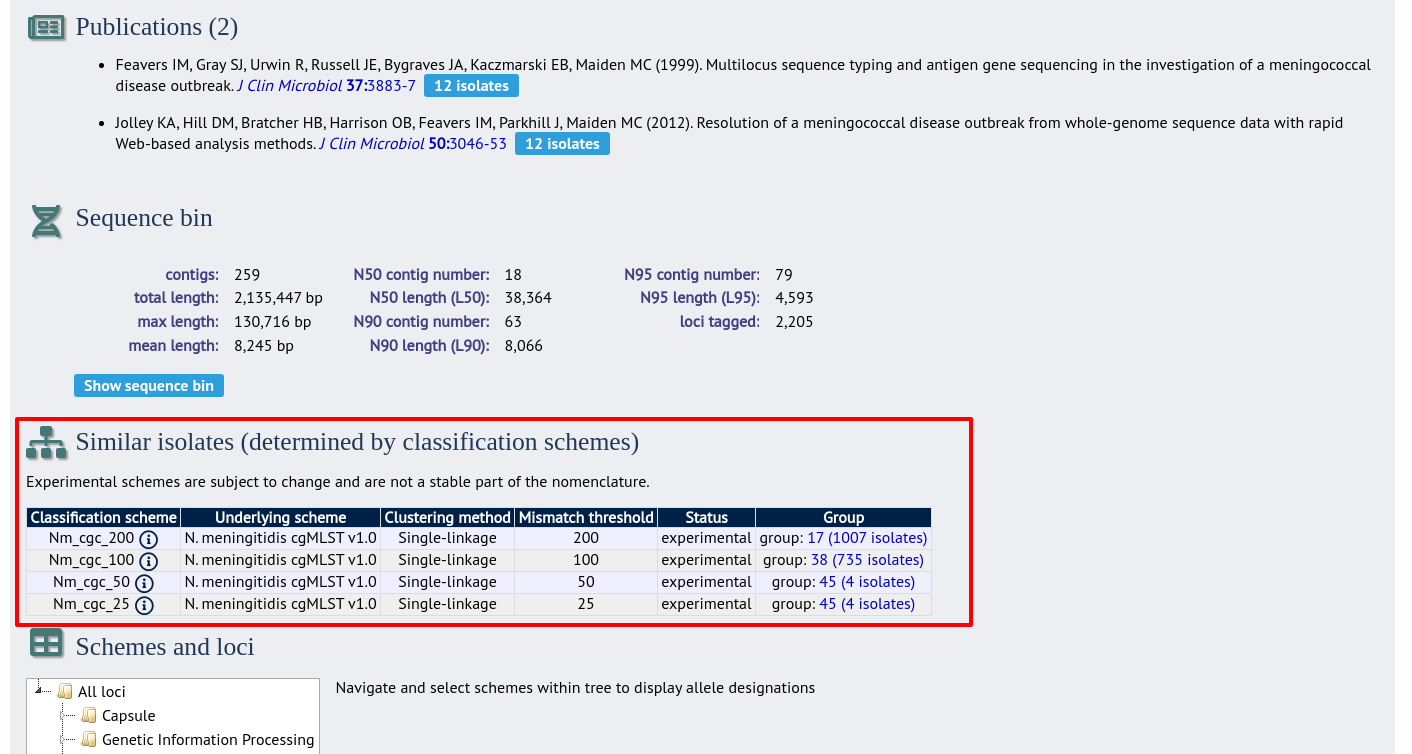 Publications (2)
• Feavers IM, Gray SJ, Urwin R, Russell JE, Bygraves JA, Kaczmarski EB, Maiden MC (1999). Multilocus sequence typing and antigen gene sequencing in the investigation of a meningococcal
disease outbreak. J Clin Microbiol 37:3883-7 12 isolates
• Jolley KA, Hill DM, Bratcher HB, Harrison OB, Feavers IM, Parkhill J, Maiden MC (2012). Resolution of a meningococcal disease outbreak from whole-genome sequence data with rapid
Web-based analysis methods. J Clin Microbiol 50:3046-53 12 isolates
Sequence bin
contigs: 259 N50 contig number: 18 N95 contig number: 79
total length: 2,135,447 bp N50 length (L50): 38,364 N95 length (L95): 4,593
max length: 130,716 bp N90 contig number: 63 loci tagged: 2,205
mean length: 8,245 bp N90 length (L90): 8,066
Show sequence bin
Similar isolates (determined by classification schemes)
Experimental schemes are subject to change and are not a stable part of the nomenclature.
Classification scheme Underlying scheme Clustering method Mismatch threshold Status Group
Nm_cgc_200 N. meningitidis cgMLST v1.0 Single-linkage 200 experimental group: 17 (1007 isolates)
Nm_cgc_100 N. meningitidis cgMLST v1.0 Single-linkage 100 experimental group: 38 (735 isolates)
Nm_cgc_50 N. meningitidis cgMLST v1.0 Single-linkage 50 experimental group: 45 (4 isolates)
Nm_cgc_25 N. meningitidis cgMLST v1.0 Single-linkage 25 experimental group: 45 (4 isolates)
Schemes and loci
All loci Navigate and select schemes within tree to display allele designations
Capsule
Genetic Information Processing